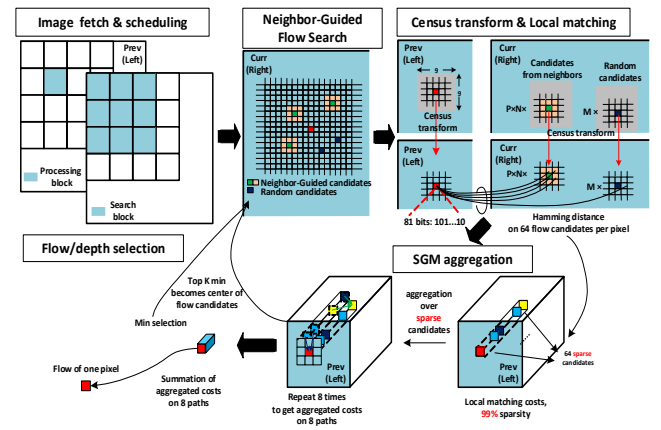 Image fetch & scheduling
Prev
(Left)
Processing
block
Search
block
Neighbor-Guided
Flow Search
Curr
(Right)
Neighbor-Guided candidates
Random candidates
Census transform & Local matching
Prev
(Left)
9
9
Census
transform
Curr
(Right)
Candidates
from neighbors
Random
candidates
P×N×
M ×
Census transform
Prev
(Left)
81 bits: 101...10
Curr
(Right)
P×N×
M ×
Hamming distance
on 64 flow candidates per pixel
Flow/depth selection
SGM aggregation
Top K min
becomes center of
flow candidates
Min selection
Flow of one pixel
Summation of
aggregated costs
on 8 paths
Prev
(Left)
Repeat 8 times
to get aggregated costs
on 8 paths
aggregation
over
sparse
candidates
Prev
(Left)
......
64 sparse
candidates
Local matching costs,
99% sparsity